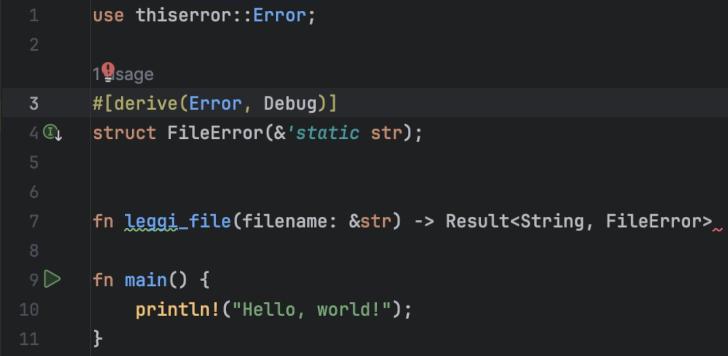 1 use thiserror::Error;
2
1 usage
3 #[derive(Error, Debug)]
4 struct FileError(&'static str);
5
6
7 fn leggi_file(filename: &str) -> Result<String, FileError>
8
9 fn main() {
10     println!("Hello, world!");
11 }